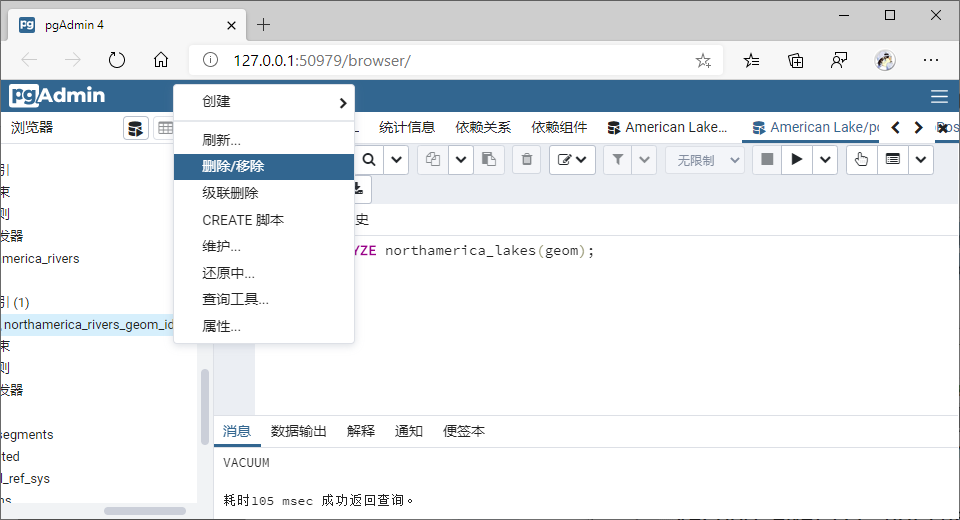 pgAdmin 4
127.0.0.1:50979/browser/
pgAdmin
浏览器
统计信息
依赖关系
依赖组件
American Lake...
American Lake/po
创建
刷新...
删除/移除
级联删除
CREATE 脚本
维护...
还原中...
查询工具...
属性...
无限制
史
引
束
则
发器
merica_rivers
引 (1)
northamerica_rivers_geom_id
束
则
发器
segments
ted
l_ref_sys
ns
YZE northamerica_lakes(geom);
消息
数据输出
解释
通知
便签本
VACUUM
耗时105 msec 成功返回查询。